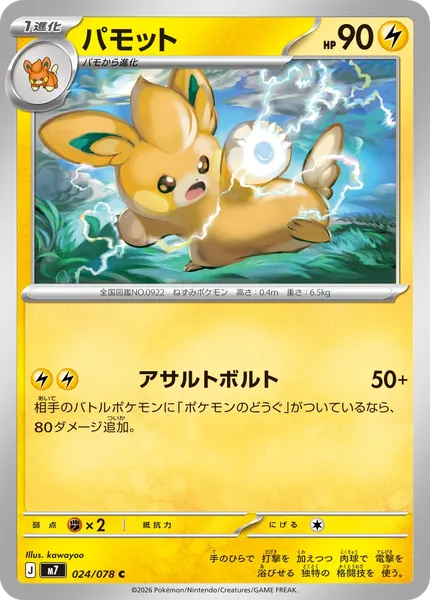 1進化
パモット
HP90
パモから進化
全国図鑑NO.0922 ねずみポケモン 高さ:0.4m 重さ:6.5kg
アサルトボルト 50+
相手のバトルポケモンに「ポケモンのどうぐ」がついているなら、
80ダメージ追加。
弱点 ×2 抵抗力 にげる
Illus. kawayoo
J m7 024/078 C
手のひらで 打撃を 加えつつ 肉球で 電撃を
浴びせる 独特の 格闘技を 使う。
©2026 Pokémon/Nintendo/Creatures/GAME FREAK.